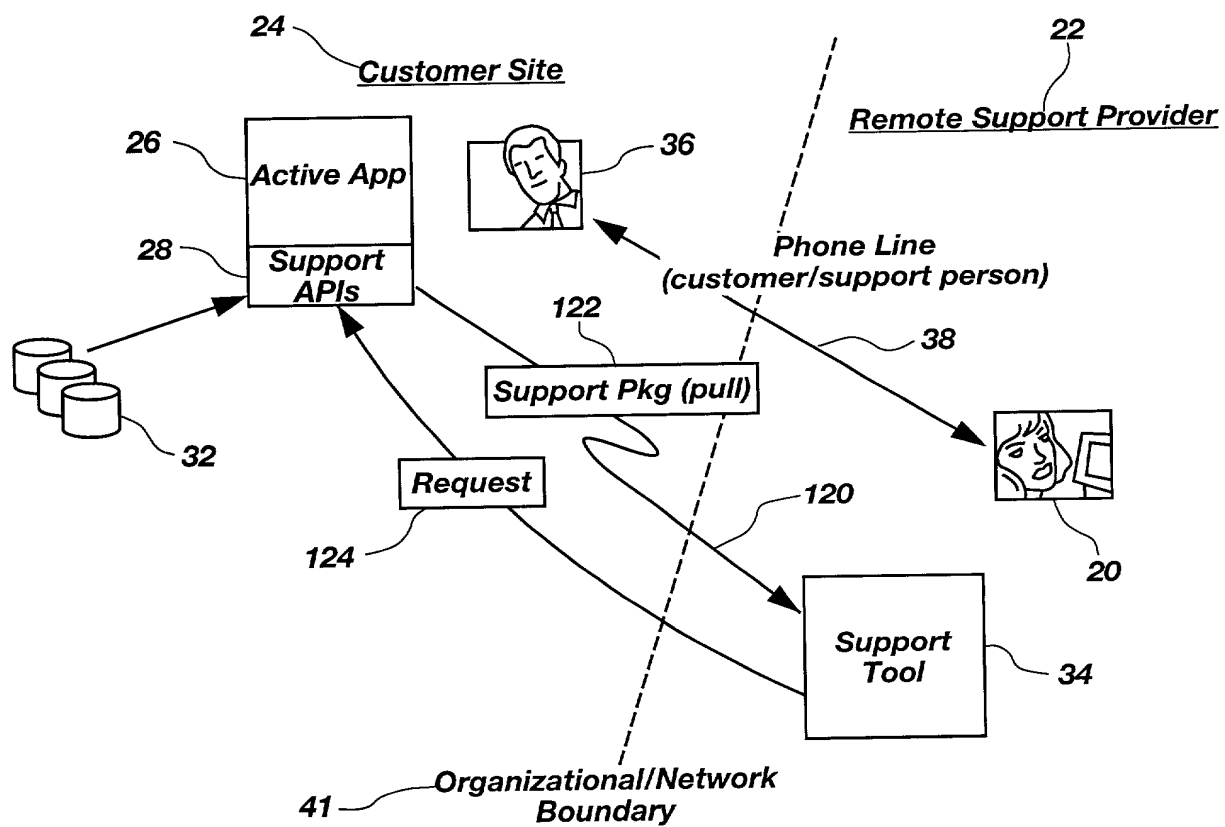 24
Customer Site
22
Remote Support Provider
26
Active App
36
28
Support
APIs
Phone Line
(customer/support person)
122
38
Support Pkg (pull)
32
Request
120
124
20
Support
Tool
34
Organizational/Network
Boundary
41